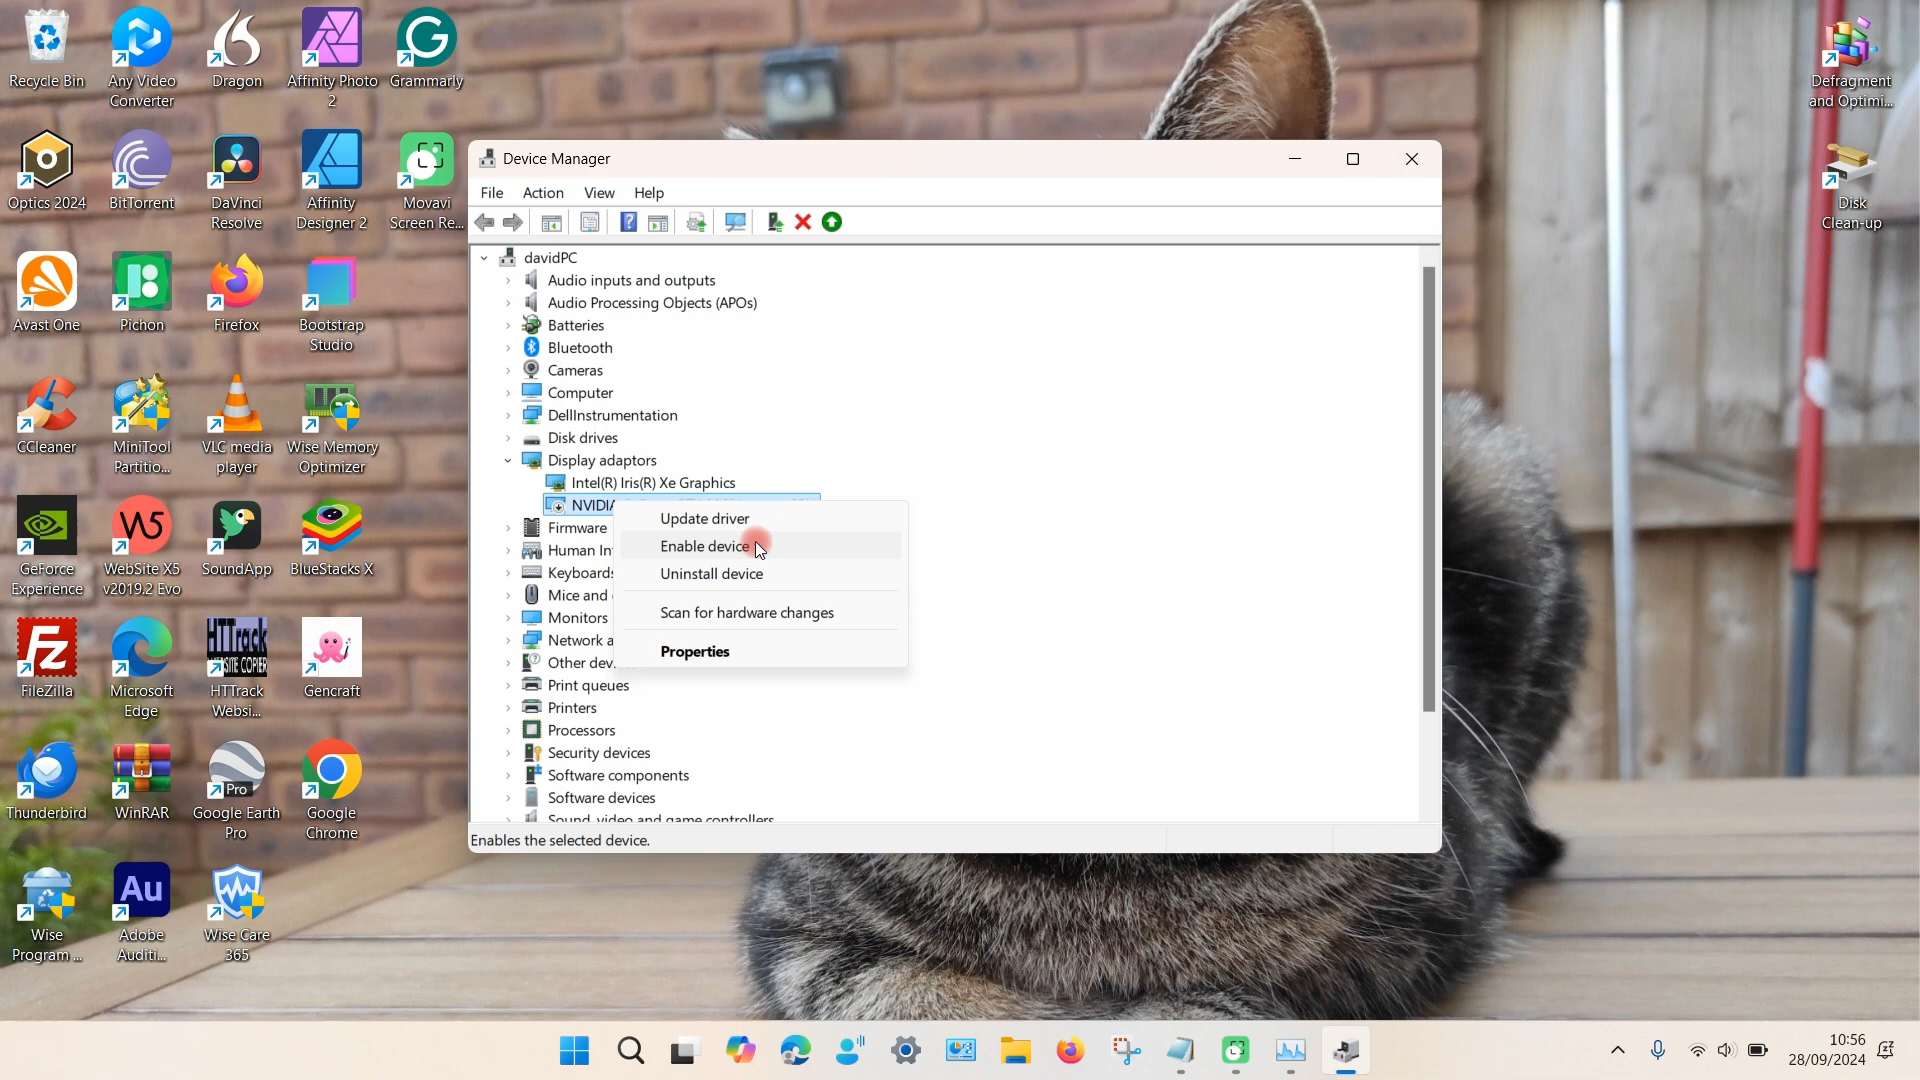 Recycle Bin
Any Video
Converter
Dragon
Affinity Photo
2
Grammarly
Defragment
and Optimi...
Optics 2024
BitTorrent
DaVinci
Resolve
Affinity
Designer 2
Movavi
Screen Re...
Disk
Clean-up
Avast One
Pichon
Firefox
Bootstrap
Studio
CCleaner
MiniTool
Partitio...
VLC media
player
Wise Memory
Optimizer
GeForce
Experience
W5
WebSite X5
v2019.2 Evo
SoundApp
BlueStacks X
Fz
FileZilla
Microsoft
Edge
HTTrack
WEBSITE COPIER
HTTrack
Websi...
Gencraft
Thunderbird
WinRAR
Pro
Google Earth
Pro
Google
Chrome
Wise
Program ...
Au
Adobe
Auditi...
Wise Care
365
Device Manager
File Action View Help
davidPC
Audio inputs and outputs
Audio Processing Objects (APOs)
Batteries
Bluetooth
Cameras
Computer
DellInstrumentation
Disk drives
Display adaptors
Intel(R) Iris(R) Xe Graphics
NVIDIA
Firmware
Human In
Keyboards
Mice and
Monitors
Network a
Other dev
Print queues
Printers
Processors
Security devices
Software components
Software devices
Sound, video and game controllers
Update driver
Enable device
Uninstall device
Scan for hardware changes
Properties
Enables the selected device.
10:56
28/09/2024